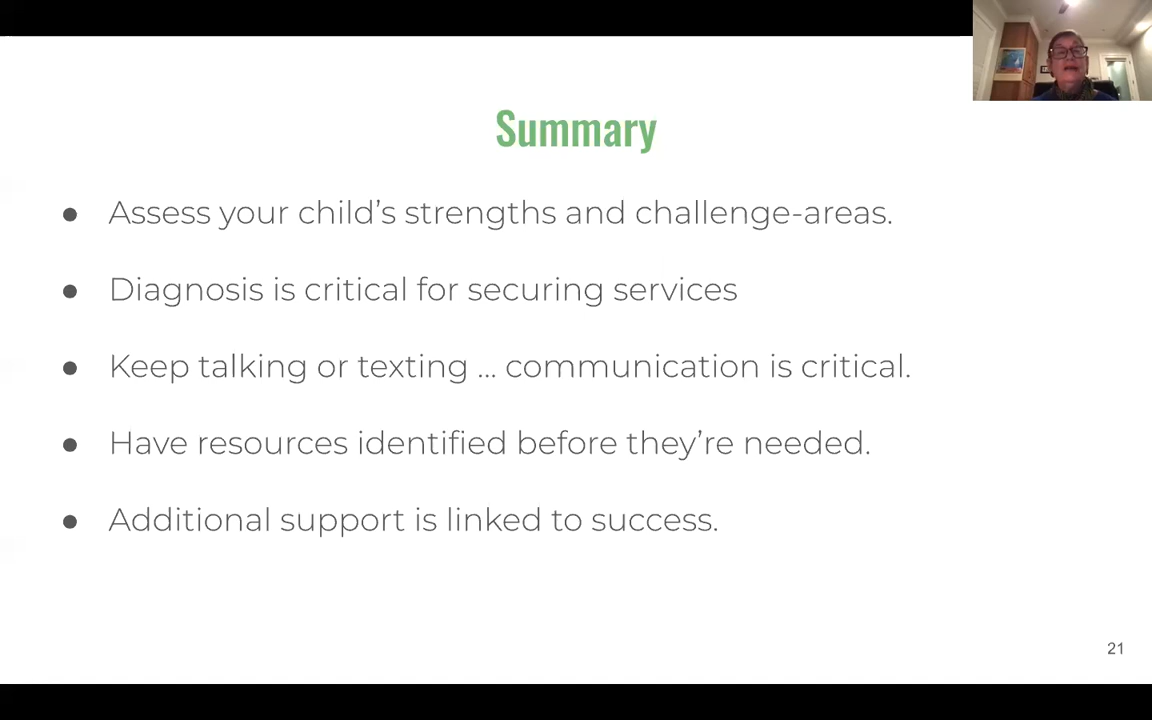 Summary
● Assess your child’s strengths and challenge-areas.
● Diagnosis is critical for securing services
● Keep talking or texting ... communication is critical.
● Have resources identified before they’re needed.
● Additional support is linked to success.
21